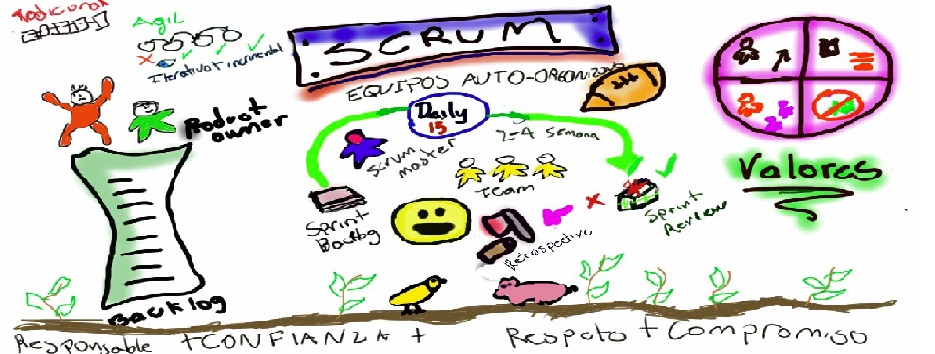 Tradicional
Agil
Iterativo + incremental
SCRUM
EQUIPOS AUTO-ORGANIZADOS
Product
owner
Daily
15
2-4 Semana
Scrum
master
Team
Sprint
Backlog
Retrospectiva
Sprint
Review
Valores
Backlog
Responsable + CONFIANZA + Respeto + Compromiso